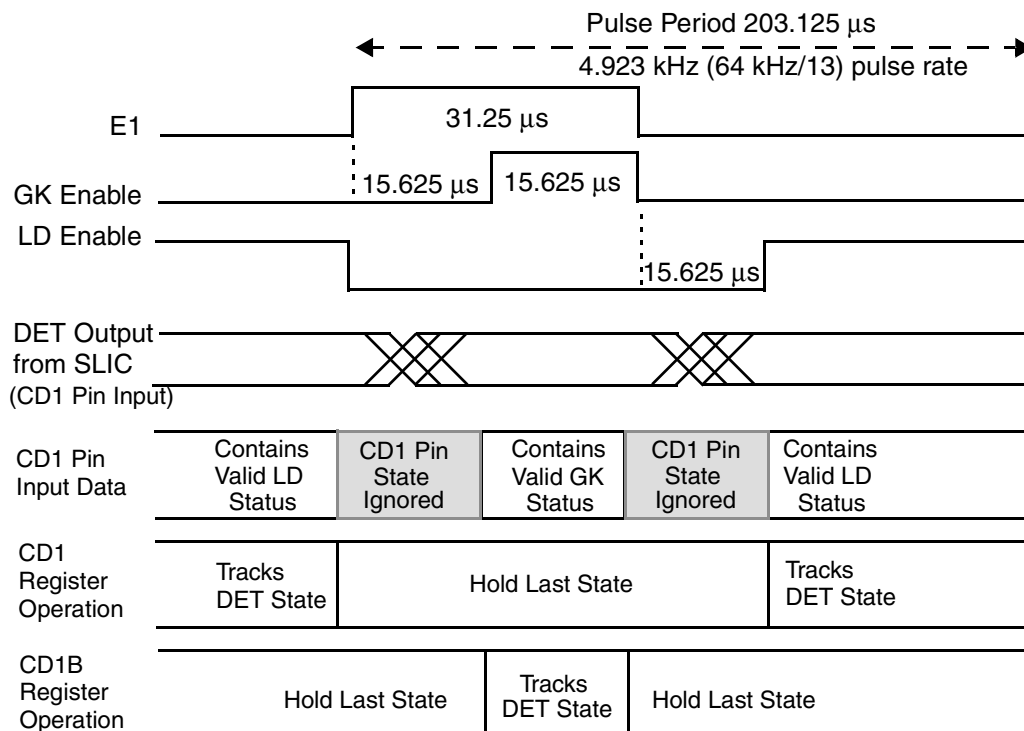 Pulse Period 203.125 μs
4.923 kHz (64 kHz/13) pulse rate
E1
31.25 μs
GK Enable
15.625 μs
15.625 μs
LD Enable
15.625 μs
DET Output
from SLIC
(CD1 Pin Input)
CD1 Pin
Input Data
Contains
Valid LD
Status
CD1 Pin
State
Ignored
Contains
Valid GK
Status
CD1 Pin
State
Ignored
Contains
Valid LD
Status
CD1
Register
Operation
Tracks
DET State
Hold Last State
Tracks
DET State
CD1B
Register
Operation
Hold Last State
Tracks
DET State
Hold Last State